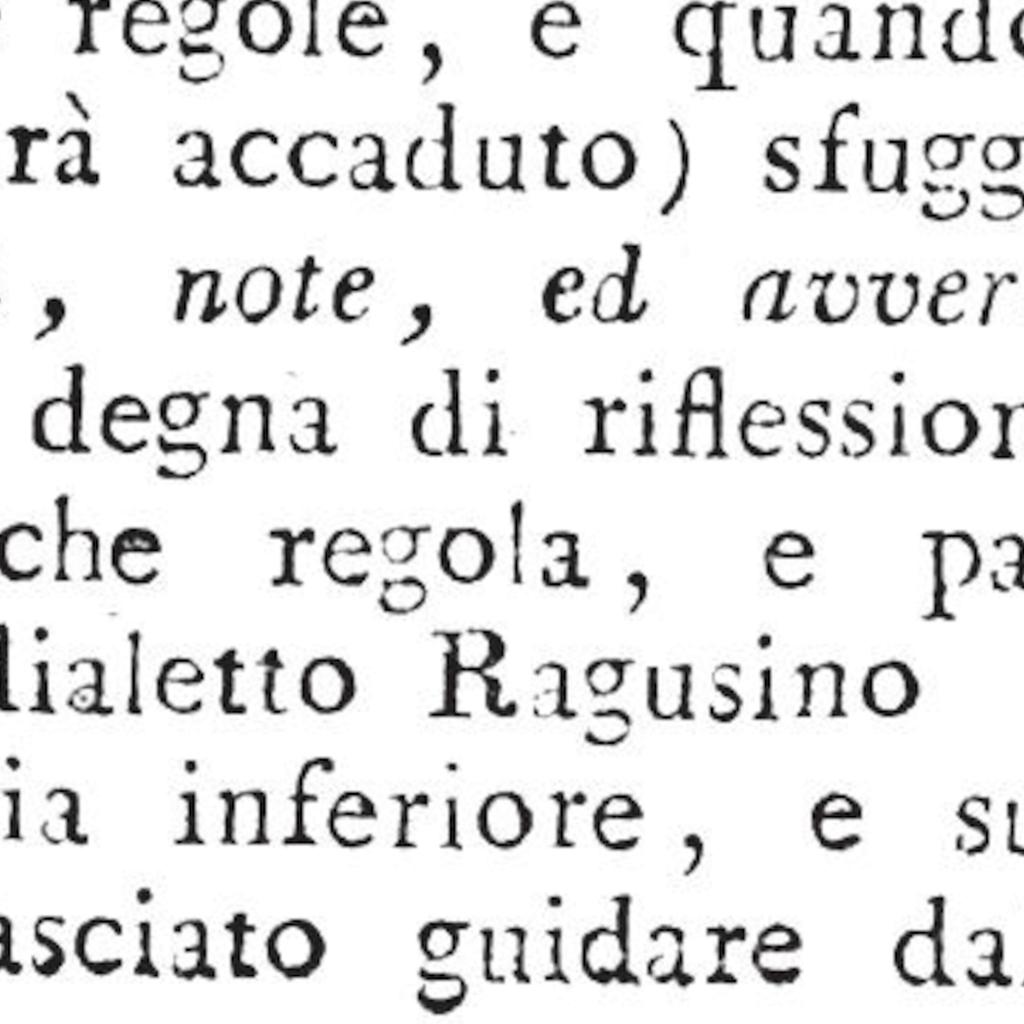 regole, e quando
rà accaduto) sfugg
, note, ed avver
degna di riflession
che regola, e pa
ialetto Ragusino
ia inferiore, e su
asciato guidare da